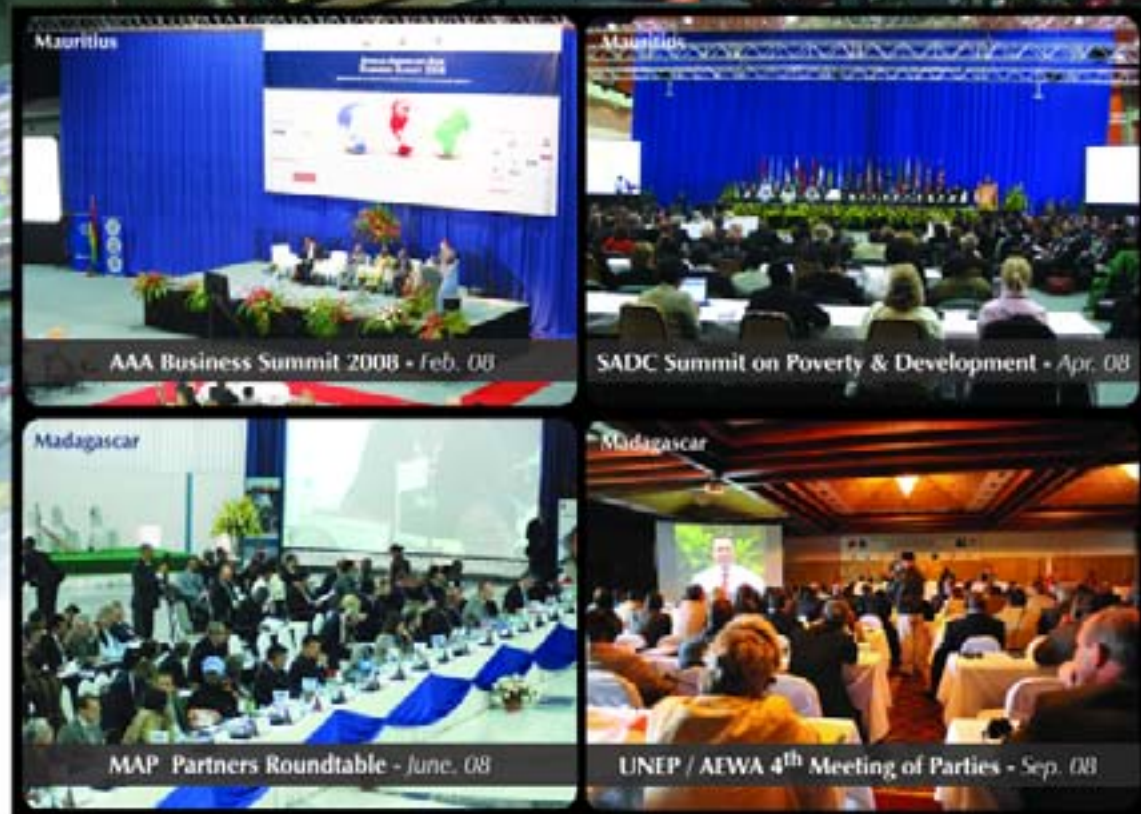 Mauritius
AAA Business Summit 2008 - Feb. 08
Mauritius
SADC Summit on Poverty & Development - Apr. 08
Madagascar
MAP Partners Roundtable - June. 08
Madagascar
UNEP / AEWA 4th Meeting of Parties - Sep. 08